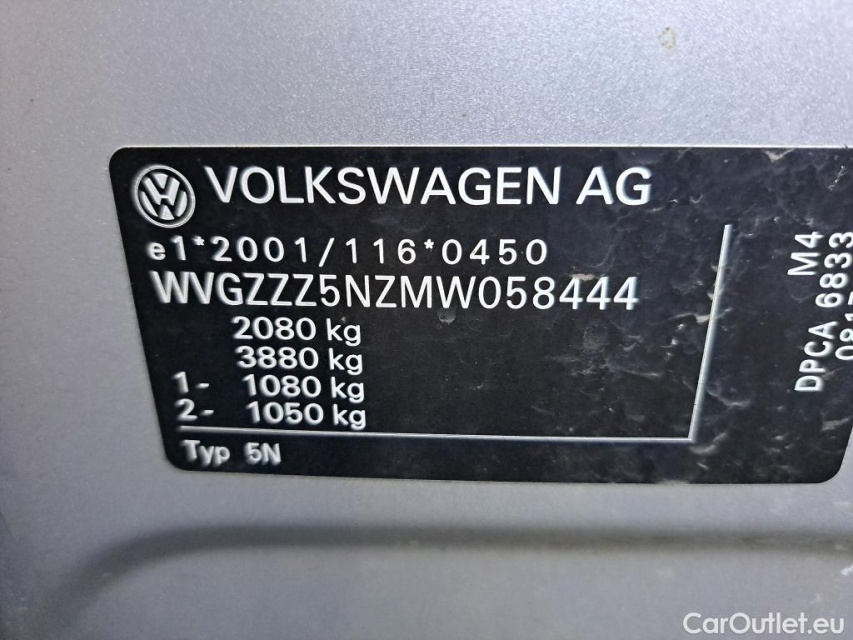 VOLKSWAGEN AG
e1*2001/116*0450
WVGZZZ5NZMW058444
2080 kg
3880 kg
1- 1080 kg
2- 1050 kg
Typ 5N
M4
DPCA 6833
CarOutlet.eu